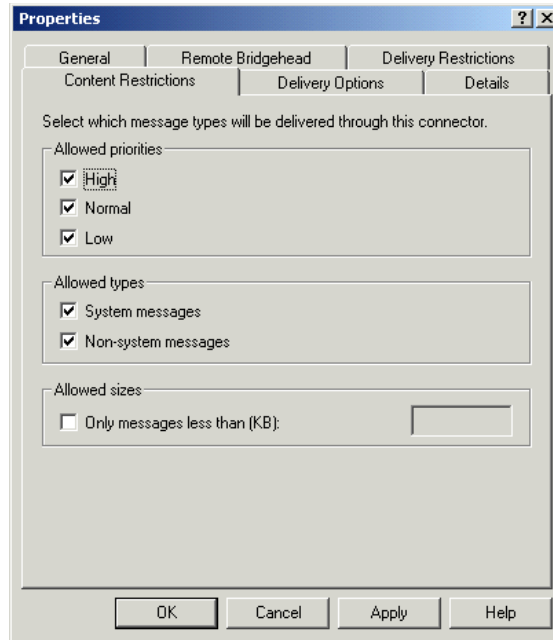 Properties
General
Remote Bridgehead
Delivery Restrictions
Content Restrictions
Delivery Options
Details
Select which message types will be delivered through this connector.
Allowed priorities
High
Normal
Low
Allowed types
System messages
Non-system messages
Allowed sizes
Only messages less than (KB):
OK
Cancel
Apply
Help